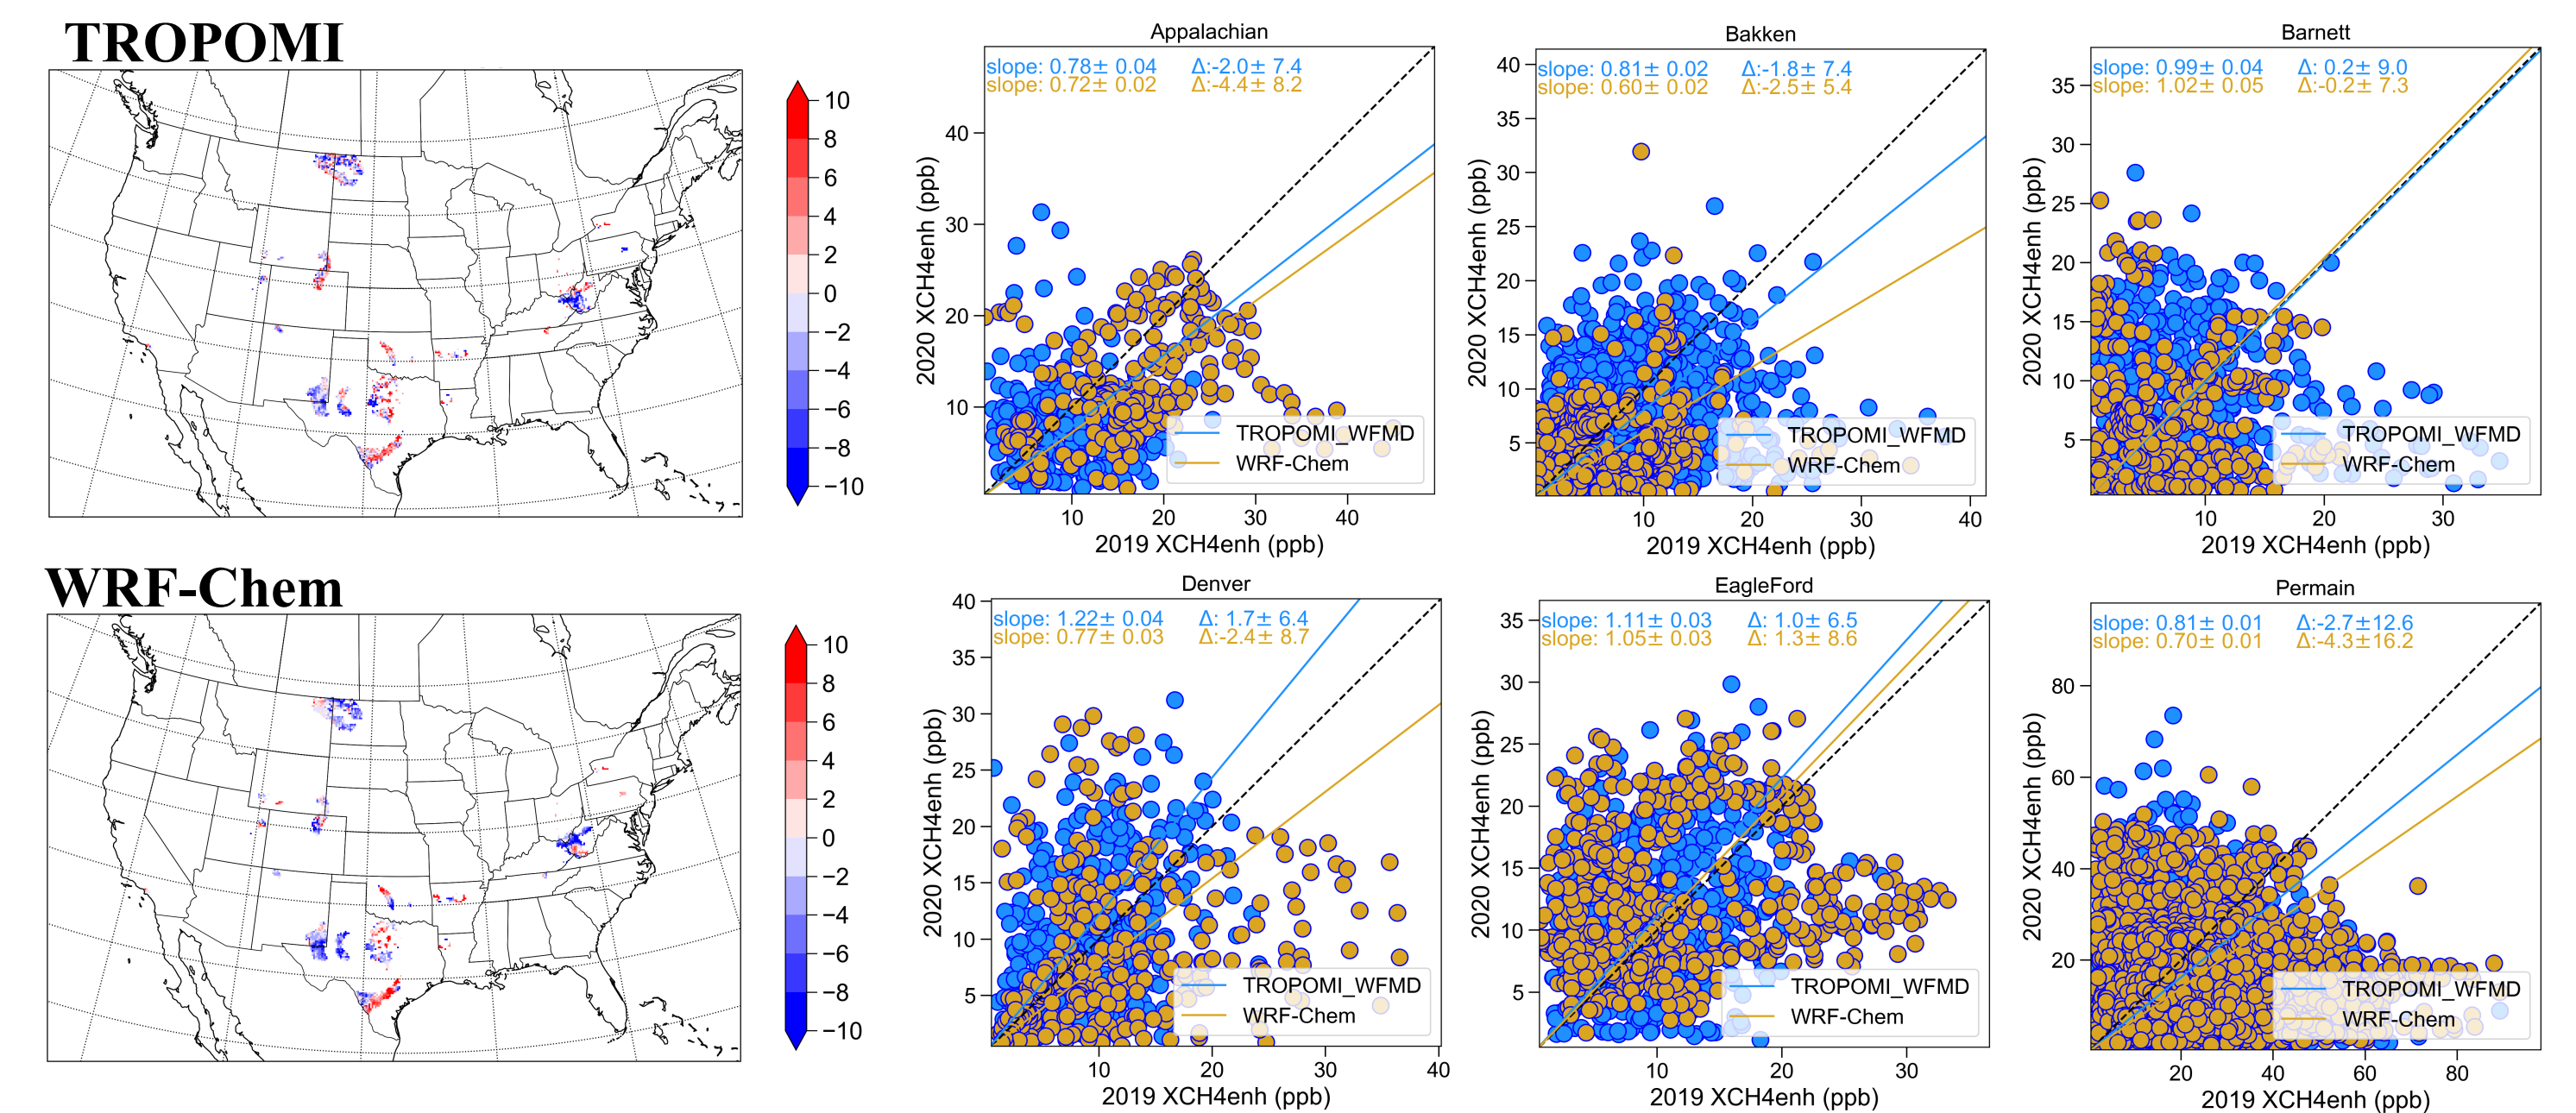 TROPOMI
10
8
6
4
2
0
−2
−4
−6
−8
−10
Appalachian
slope: 0.78± 0.04 Δ:-2.0± 7.4
slope: 0.72± 0.02 Δ:-4.4± 8.2
2020 XCH4enh (ppb)
40
30
20
10
TROPOMI_WFMD
WRF-Chem
10 20 30 40
2019 XCH4enh (ppb)
Bakken
slope: 0.81± 0.02 Δ:-1.8± 7.4
slope: 0.60± 0.02 Δ:-2.5± 5.4
2020 XCH4enh (ppb)
40
35
30
25
20
15
10
5
TROPOMI_WFMD
WRF-Chem
10 20 30 40
2019 XCH4enh (ppb)
Barnett
slope: 0.99± 0.04 Δ: 0.2± 9.0
slope: 1.02± 0.05 Δ:-0.2± 7.3
2020 XCH4enh (ppb)
35
30
25
20
15
10
5
TROPOMI_WFMD
WRF-Chem
10 20 30
2019 XCH4enh (ppb)
WRF-Chem
10
8
6
4
2
0
−2
−4
−6
−8
−10
Denver
slope: 1.22± 0.04 Δ: 1.7± 6.4
slope: 0.77± 0.03 Δ:-2.4± 8.7
2020 XCH4enh (ppb)
40
35
30
25
20
15
10
5
TROPOMI_WFMD
WRF-Chem
10 20 30 40
2019 XCH4enh (ppb)
EagleFord
slope: 1.11± 0.03 Δ: 1.0± 6.5
slope: 1.05± 0.03 Δ: 1.3± 8.6
2020 XCH4enh (ppb)
35
30
25
20
15
10
5
TROPOMI_WFMD
WRF-Chem
10 20 30
2019 XCH4enh (ppb)
Permain
slope: 0.81± 0.01 Δ:-2.7±12.6
slope: 0.70± 0.01 Δ:-4.3±16.2
2020 XCH4enh (ppb)
80
60
40
20
TROPOMI_WFMD
WRF-Chem
20 40 60 80
2019 XCH4enh (ppb)